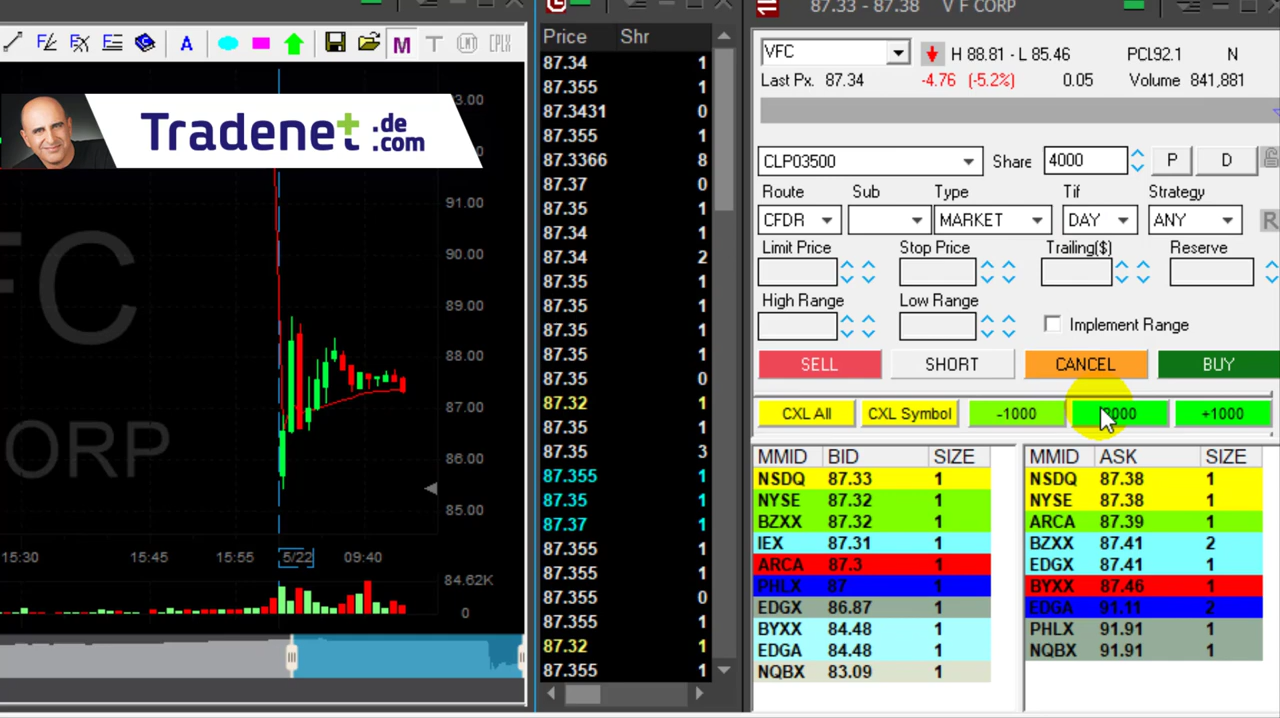 87.33 - 87.38 V F CORP
A M T
Tradenet .de .com
91.00
90.00
89.00
88.00
87.00
86.00
85.00
FC
CORP
15:30 15:45 15:55 5/22 09:40
84.62K
0
Price Shr
87.34 1
87.355 1
87.3431 0
87.355 1
87.3366 8
87.37 0
87.35 1
87.34 1
87.34 2
87.35 1
87.35 1
87.35 1
87.35 1
87.35 0
87.32 1
87.35 1
87.35 3
87.355 1
87.35 1
87.37 1
87.355 1
87.355 1
87.355 0
87.355 1
87.32 1
87.355 1
VFC H 88.81 - L 85.46 PCL92.1 N
Last Px. 87.34 -4.76 (-5.2%) 0.05 Volume 841,881
CLP03500 Share 4000 P D
Route Sub Type Tif Strategy
CFDR MARKET DAY ANY R
Limit Price Stop Price Trailing($) Reserve
High Range Low Range
Implement Range
SELL SHORT CANCEL BUY
CXL All CXL Symbol -1000 +1000
MMID BID SIZE MMID ASK SIZE
NSDQ 87.33 1 NSDQ 87.38 1
NYSE 87.32 1 NYSE 87.38 1
BZXX 87.32 1 ARCA 87.39 1
IEX 87.31 1 BZXX 87.41 2
ARCA 87.3 1 EDGX 87.41 1
PHLX 87 1 BYXX 87.46 1
EDGX 86.87 1 EDGA 91.11 2
BYXX 84.48 1 PHLX 91.91 1
EDGA 84.48 1 NQBX 91.91 1
NQBX 83.09 1